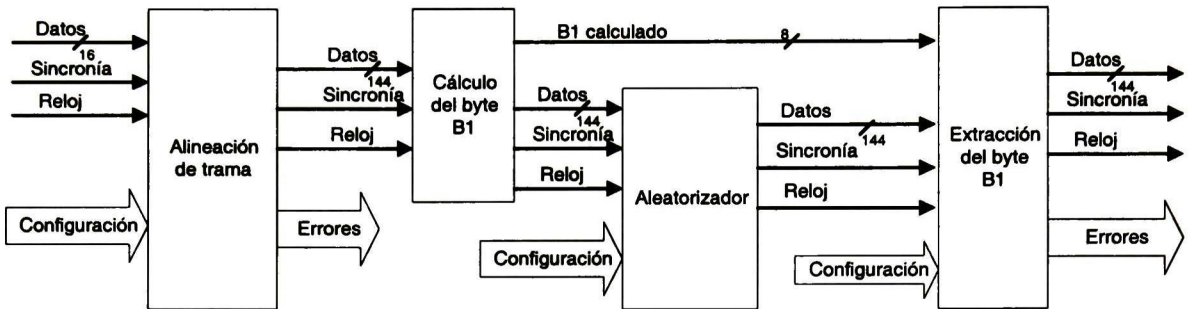 Datos
16
Sincronía
Reloj
Configuración
Alineación
de trama
Datos
144
Sincronía
Reloj
Errores
Cálculo
del byte
B1
B1 calculado
8
Datos
144
Sincronía
Reloj
Configuración
Aleatorizador
Datos
144
Sincronía
Reloj
Configuración
Extracción
del byte
B1
Datos
144
Sincronía
Reloj
Errores